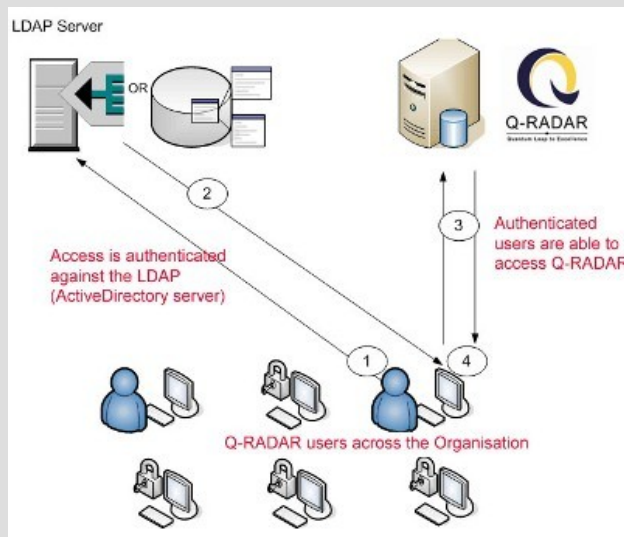 LDAP Server
OR
Q-RADAR
Quantum Leap to Excellence
2
3
Authenticated
users are able to
access Q-RADAR
Access is authenticated
against the LDAP
(ActiveDirectory server)
1
4
Q-RADAR users across the Organisation